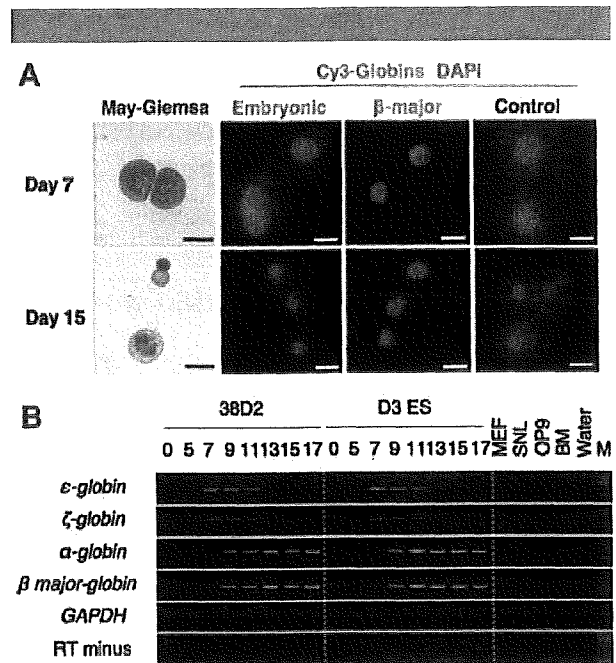 A
Cy3-Globins DAPI
May-Giemsa Embryonic β-major Control
Day 7
Day 15
B
38D2 D3 ES
0 5 7 9 11 13 15 17 0 5 7 9 11 13 15 17 MEF SNL OP9 BM Water M
ε-globin
ζ-globin
α-globin
β major-globin
GAPDH
RT minus